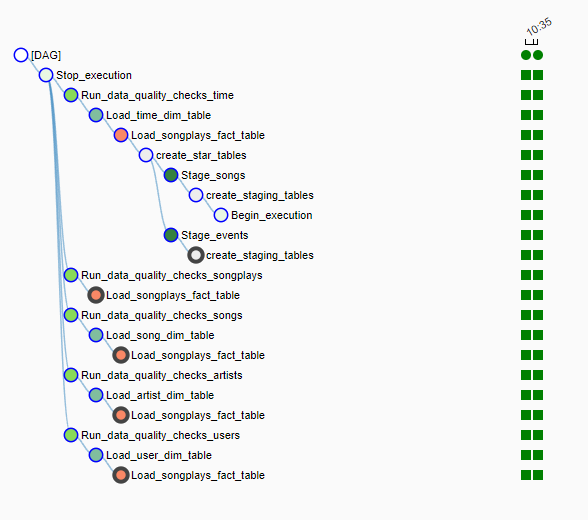 10:35
[DAG]
Stop_execution
Run_data_quality_checks_time
Load_time_dim_table
Load_songplays_fact_table
create_star_tables
Stage_songs
create_staging_tables
Begin_execution
Stage_events
create_staging_tables
Run_data_quality_checks_songplays
Load_songplays_fact_table
Run_data_quality_checks_songs
Load_song_dim_table
Load_songplays_fact_table
Run_data_quality_checks_artists
Load_artist_dim_table
Load_songplays_fact_table
Run_data_quality_checks_users
Load_user_dim_table
Load_songplays_fact_table